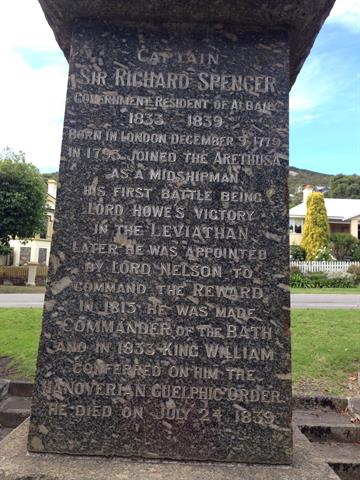 CAPTAIN
SIR RICHARD SPENCER
GOVERNMENT RESIDENT OF ALBANY
1833 - 1839
BORN IN LONDON DECEMBER 9 1779
IN 1793 JOINED THE ARETHUSA
AS A MIDSHIPMAN
HIS FIRST BATTLE BEING
LORD HOWE'S VICTORY
IN THE LEVIATHAN
LATER HE WAS APPOINTED
BY LORD NELSON TO
COMMAND THE REWARD
IN 1813 HE WAS MADE
COMMANDER OF THE BATH
AND IN 1833 KING WILLIAM
CONFERRED ON HIM THE
HANOVERIAN GUELPHIC ORDER
HE DIED ON JULY 24 1839